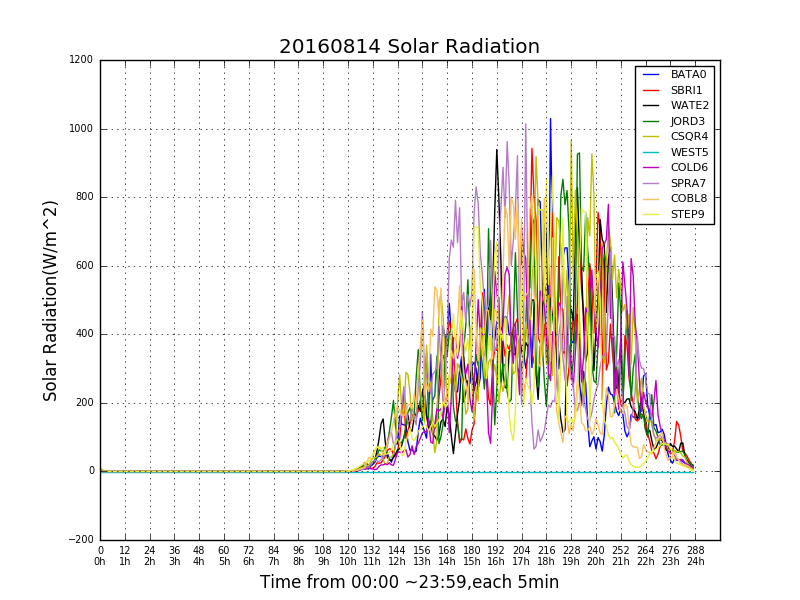 20160814 Solar Radiation
1200
1000
800
600
400
200
0
−200
Solar Radiation(W/m^2)
BATA0
SBRI1
WATE2
JORD3
CSQR4
WEST5
COLD6
SPRA7
COBL8
STEP9
0 12 24 36 48 60 72 84 96 108 120 132 144 156 168 180 192 204 216 228 240 252 264 276 288
0h 1h 2h 3h 4h 5h 6h 7h 8h 9h 10h 11h 12h 13h 14h 15h 16h 17h 18h 19h 20h 21h 22h 23h 24h
Time from 00:00 ~23:59,each 5min